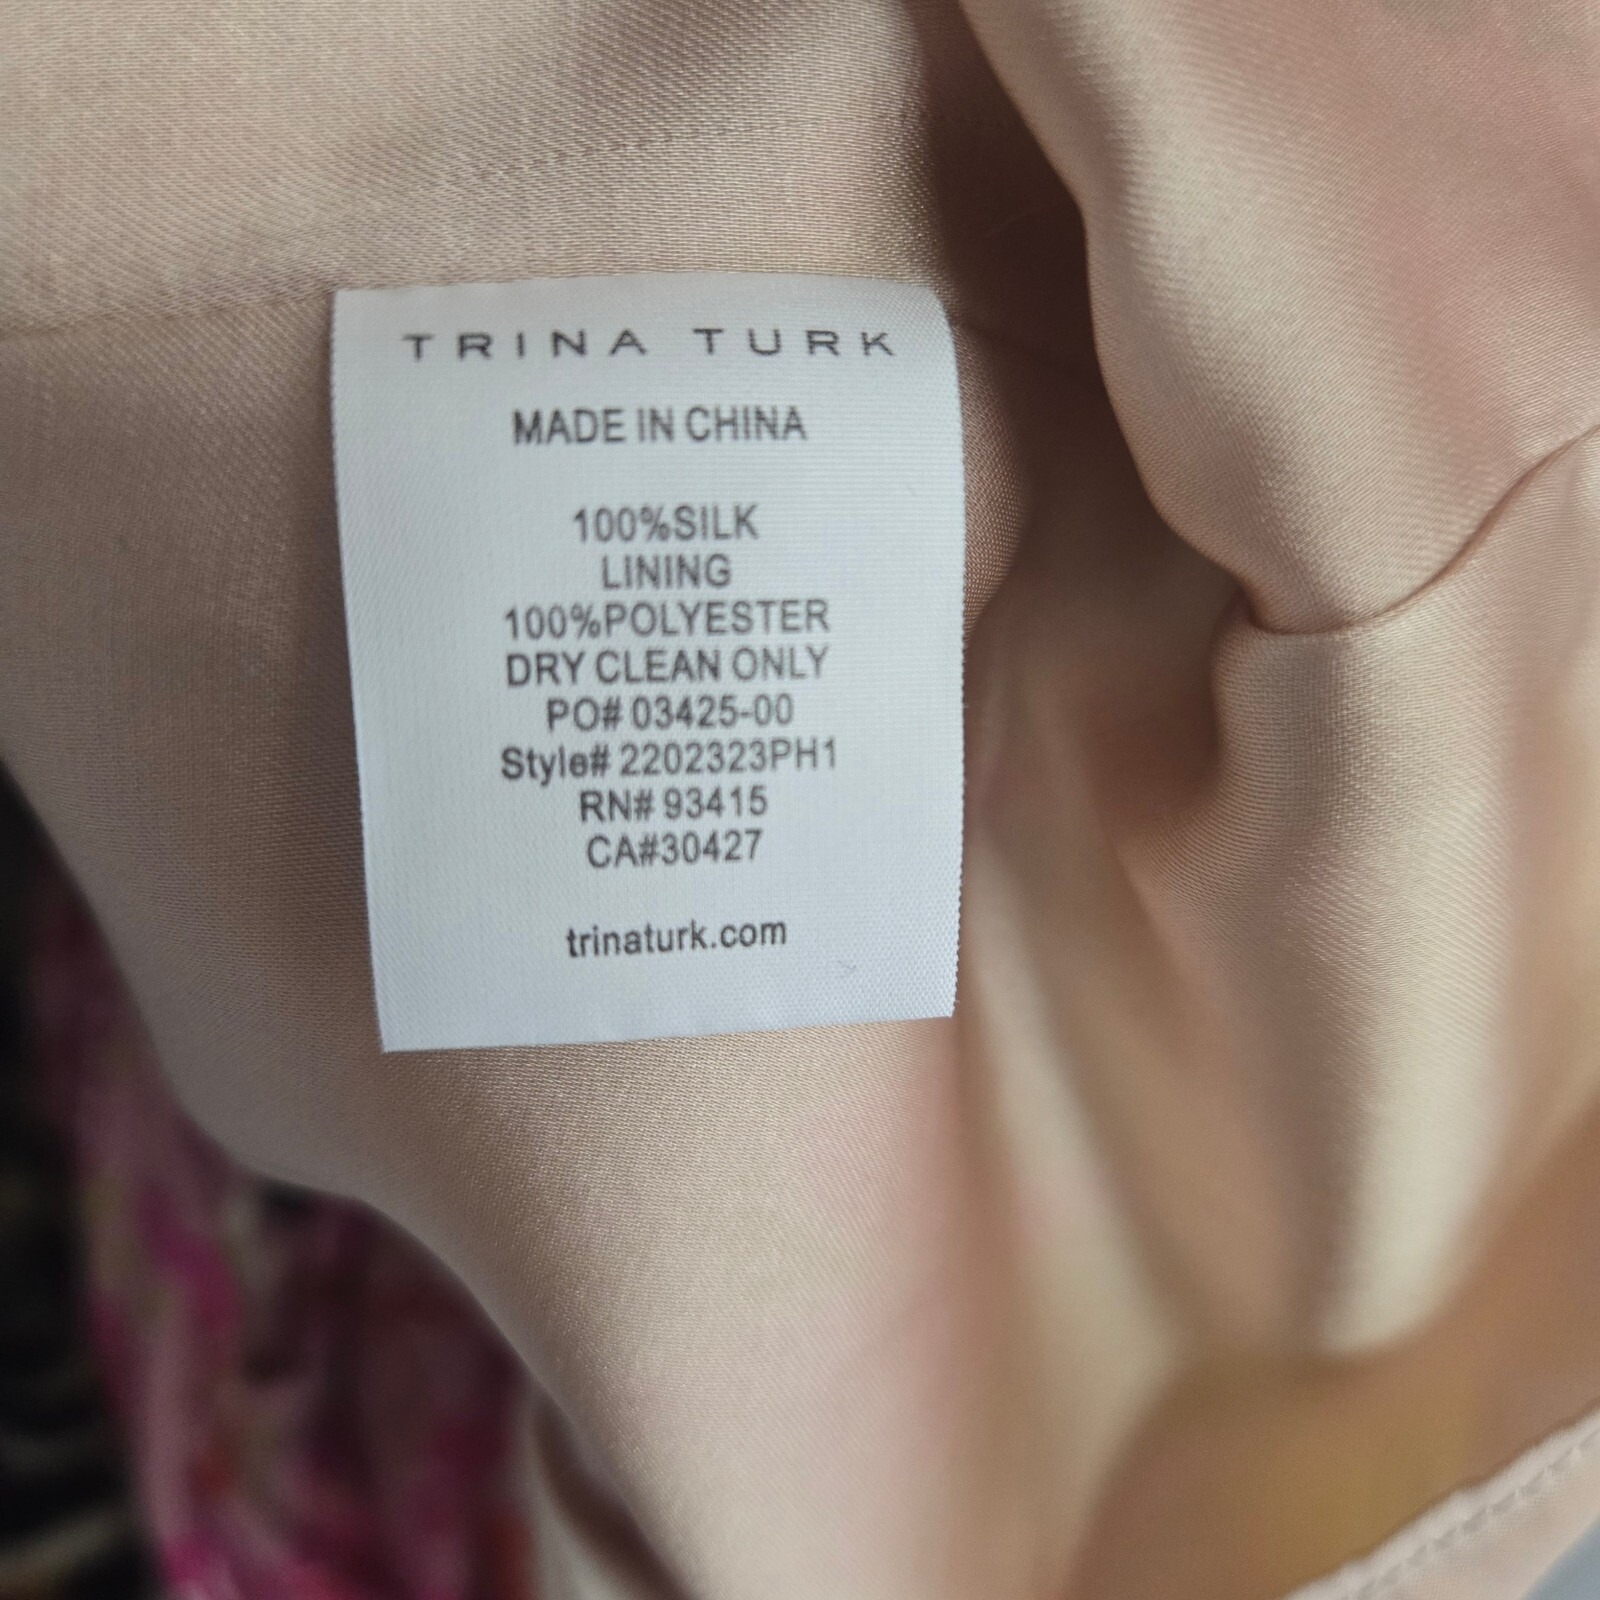 TRINA TURK
MADE IN CHINA
100%SILK
LINING
100%POLYESTER
DRY CLEAN ONLY
PO# 03425-00
Style# 2202323PH1
RN# 93415
CA#30427
trinaturk.com